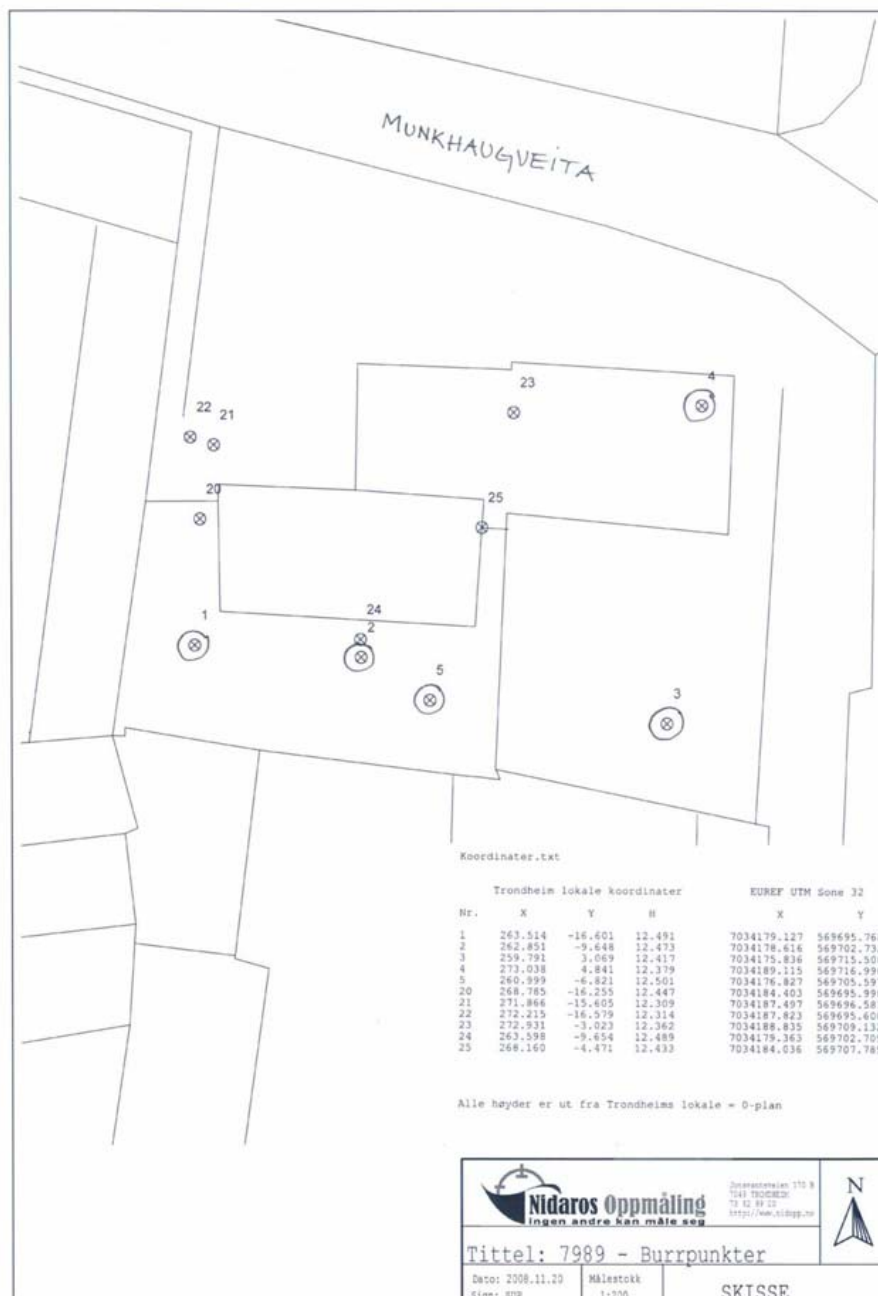 MUNKHAUGVEITA
4
23
22
21
20
25
24
1
2
5
3
Koordinater.txt
Trondheim lokale koordinater EUREF UTM Sone 32
Nr. X Y H X Y
1 263.514 -16.601 12.491 7034179.127
2 262.851 -9.648 12.473 7034178.616
3 259.791 3.069 12.417 7034175.836
4 273.038 4.841 12.379 7034189.115
5 260.999 -6.821 12.501 7034176.827
20 268.785 -16.255 12.447 7034184.403
21 271.866 -15.605 12.309 7034187.497
22 272.215 -16.579 12.314 7034187.823
23 272.931 -3.023 12.362 7034188.835
24 263.598 -9.654 12.489 7034179.363
25 268.160 -4.471 12.433 7034184.036
Alle høyder er ut fra Trondheims lokale = 0-plan
Nidaros Oppmåling
ingen andre kan måle seg
N
Tittel: 7989 - Burrpunkter
Dato: 2008.11.20 Målestokk
SKISSE